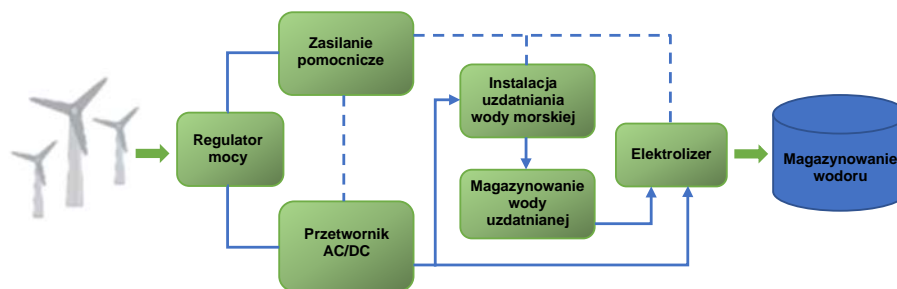 Zasilanie
pomocnicze
Instalacja
uzdatniania
wody morskiej
Regulator
mocy
Elektrolizer
Magazynowanie
wodoru
Magazynowanie
wody
uzdatnianej
Przetwornik
AC/DC